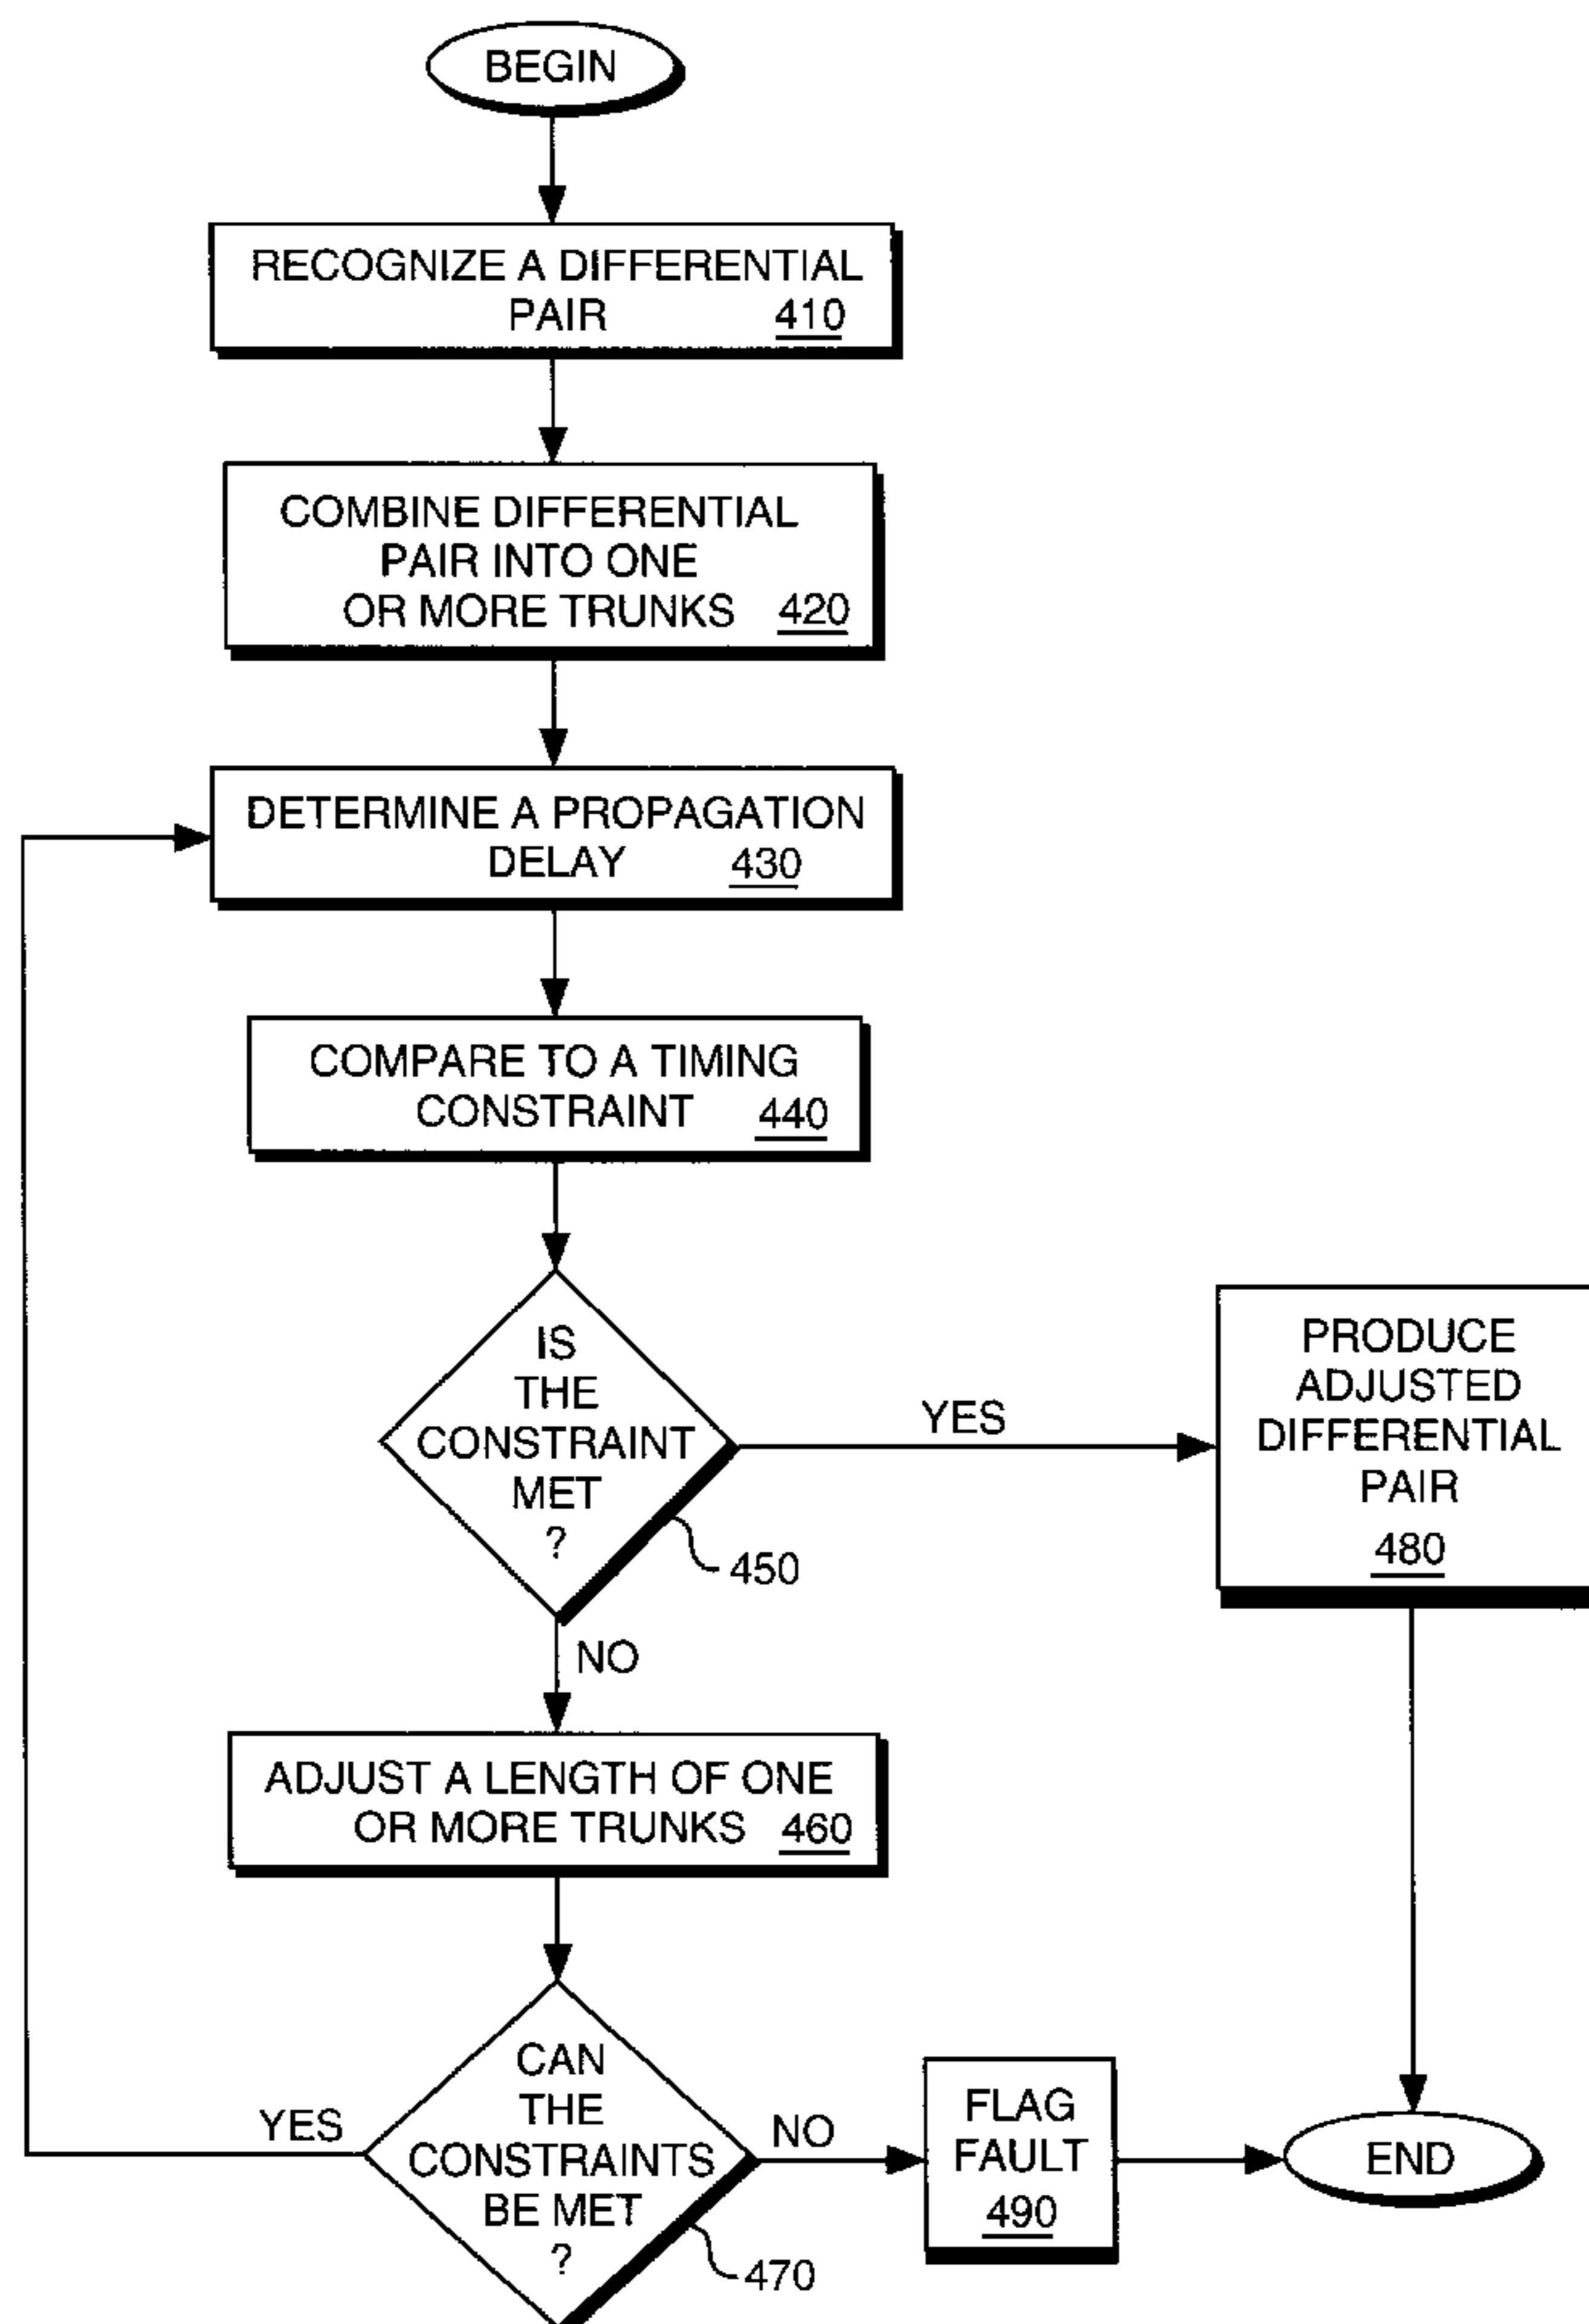 BEGIN
RECOGNIZE A DIFFERENTIAL
PAIR 410
COMBINE DIFFERENTIAL
PAIR INTO ONE
OR MORE TRUNKS 420
DETERMINE A PROPAGATION
DELAY 430
COMPARE TO A TIMING
CONSTRAINT 440
IS
THE
CONSTRAINT
MET
?
450
YES
PRODUCE
ADJUSTED
DIFFERENTIAL
PAIR
480
NO
ADJUST A LENGTH OF ONE
OR MORE TRUNKS 460
CAN
THE
CONSTRAINTS
BE MET
?
470
YES
NO
FLAG
FAULT
490
END